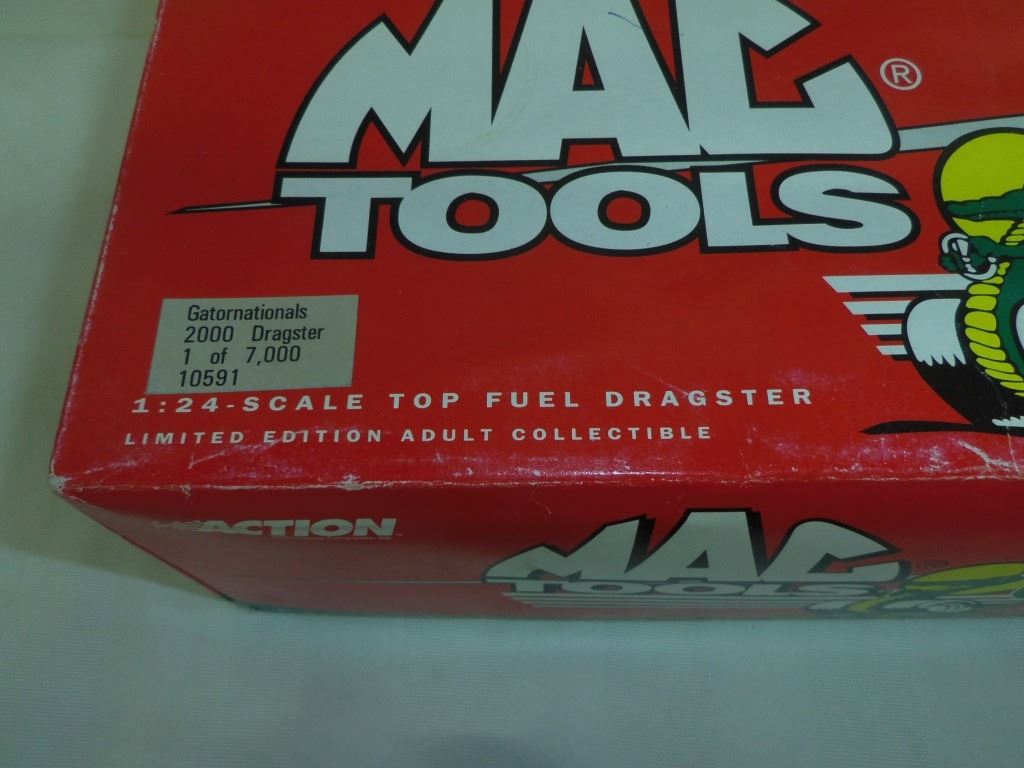 MAC ®
TOOLS
Gatornationals
2000 Dragster
1 of 7,000
10591
1:24-SCALE TOP FUEL DRAGSTER
LIMITED EDITION ADULT COLLECTIBLE
ACTION
MAC ®
TOOLS